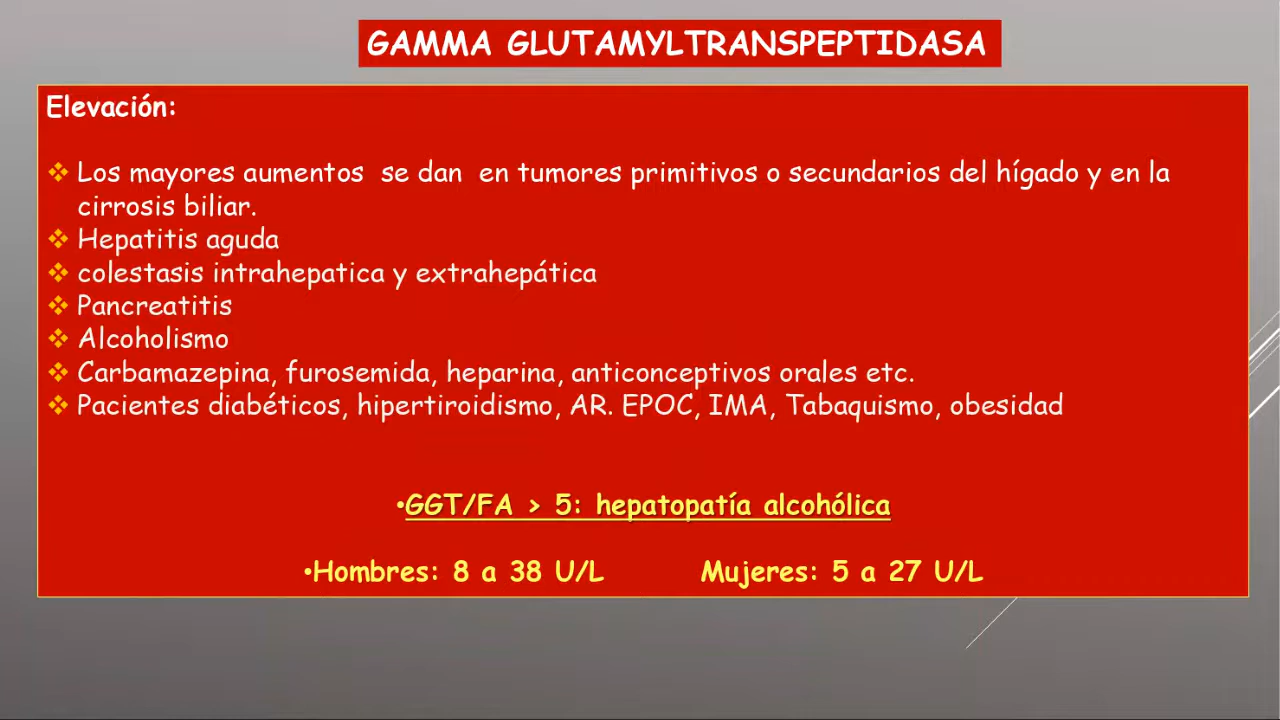 GAMMA GLUTAMYLTRANSPEPTIDASA
Elevación:
❖ Los mayores aumentos se dan en tumores primitivos o secundarios del hígado y en la
cirrosis biliar.
❖ Hepatitis aguda
❖ colestasis intrahepatica y extrahepática
❖ Pancreatitis
❖ Alcoholismo
❖ Carbamazepina, furosemida, heparina, anticonceptivos orales etc.
❖ Pacientes diabéticos, hipertiroidismo, AR. EPOC, IMA, Tabaquismo, obesidad
•GGT/FA > 5: hepatopatía alcohólica
•Hombres: 8 a 38 U/L Mujeres: 5 a 27 U/L